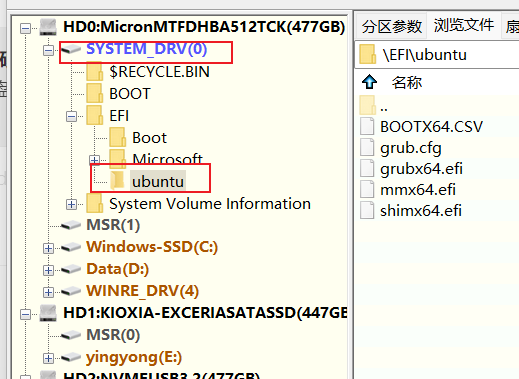 HD0:MicronMTFDHBA512TCK(477GB)
SYSTEM_DRV(0)
$RECYCLE.BIN
BOOT
EFI
Boot
Microsoft
ubuntu
System Volume Information
MSR(1)
Windows-SSD(C:)
Data(D:)
WINRE_DRV(4)
HD1:KIOXIA-EXCERIASATASSD(447GB
MSR(0)
yingyong(E:)
HD2:NVMEUSB3.2(477GB)
分区参数 浏览文件
\EFI\ubuntu
名称
..
BOOTX64.CSV
grub.cfg
grubx64.efi
mmx64.efi
shimx64.efi